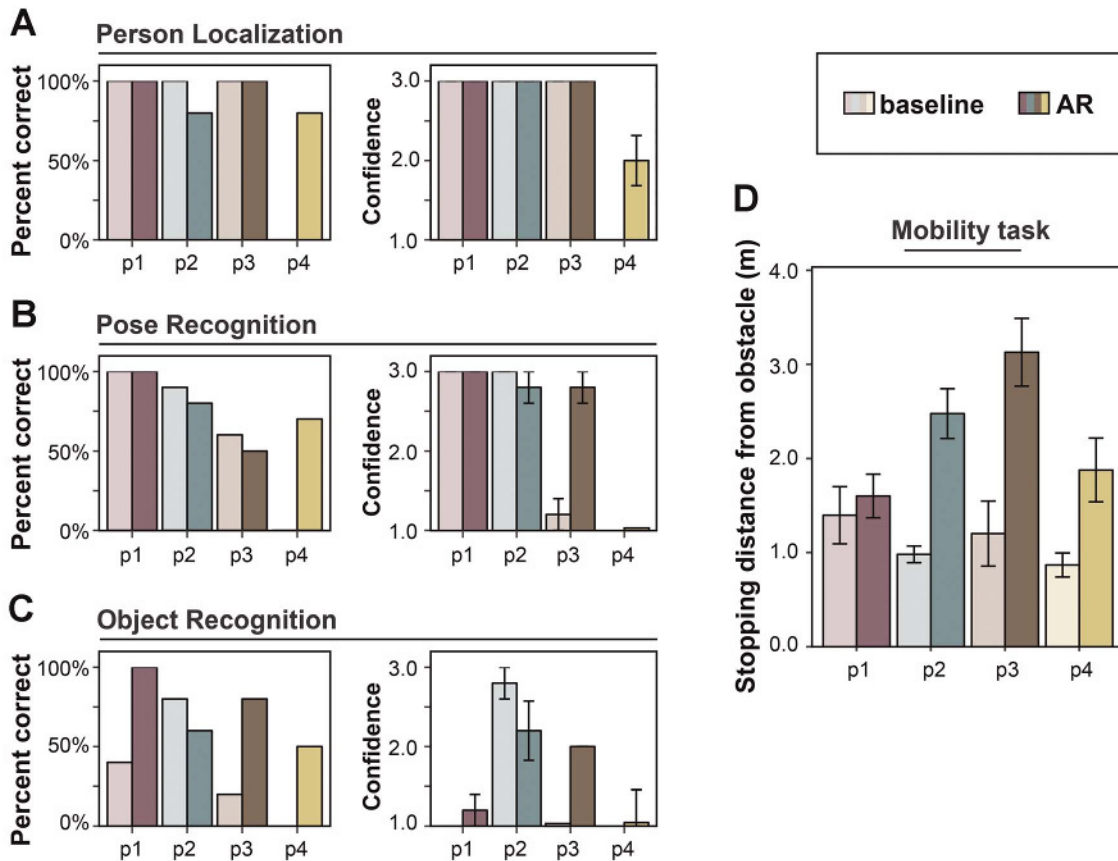 A
Person Localization
Percent correct
100%
50%
0%
p1 p2 p3 p4
Confidence
3.0
2.0
1.0
p1 p2 p3 p4
baseline AR
B
Pose Recognition
Percent correct
100%
50%
0%
p1 p2 p3 p4
Confidence
3.0
2.0
1.0
p1 p2 p3 p4
C
Object Recognition
Percent correct
100%
50%
0%
p1 p2 p3 p4
Confidence
3.0
2.0
1.0
p1 p2 p3 p4
D
Mobility task
Stopping distance from obstacle (m)
4.0
3.0
2.0
1.0
0.0
p1 p2 p3 p4